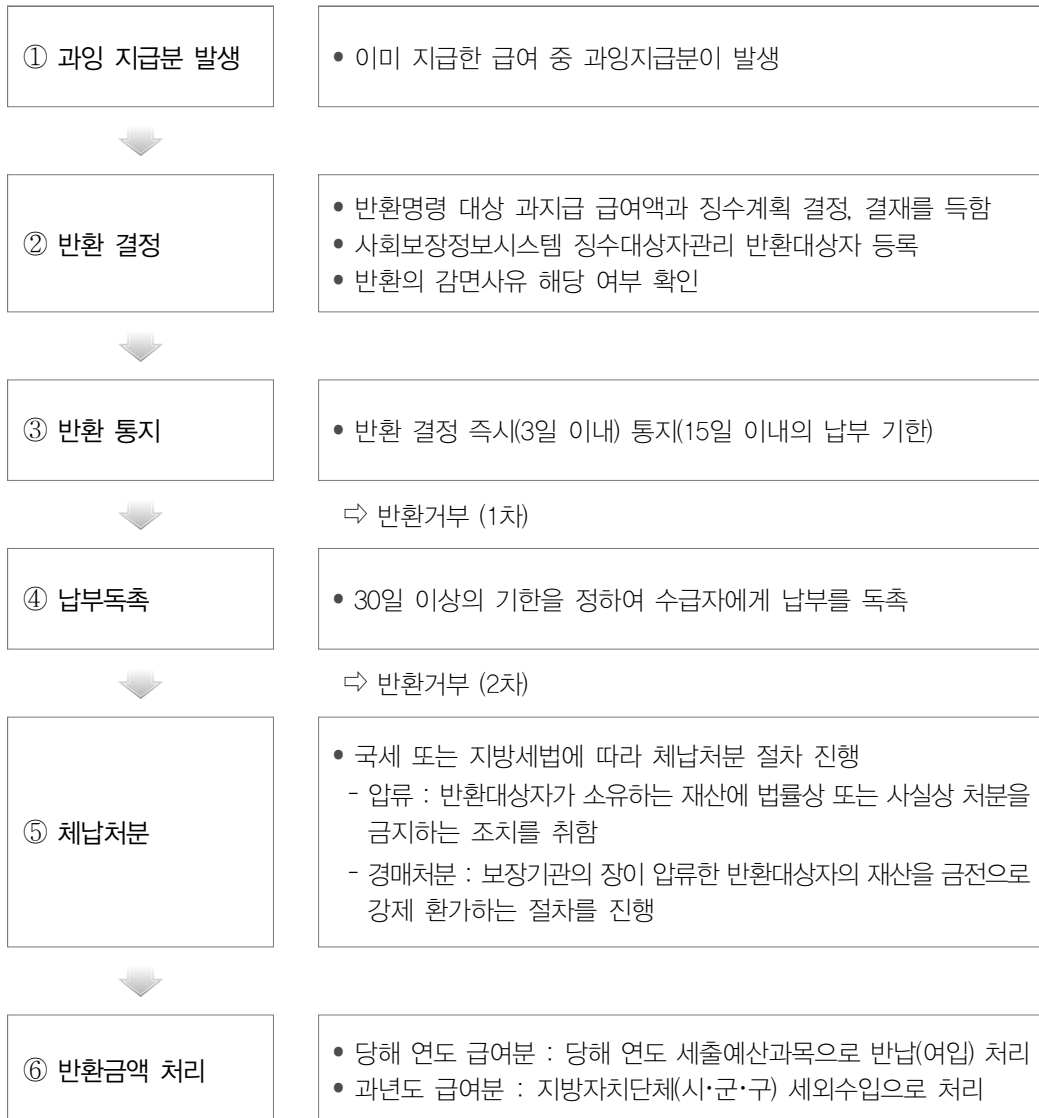 ① 과잉 지급분 발생
• 이미 지급한 급여 중 과잉지급분이 발생
② 반환 결정
• 반환명령 대상 과지급 급여액과 징수계획 결정, 결재를 득함
• 사회보장정보시스템 징수대상자관리 반환대상자 등록
• 반환의 감면사유 해당 여부 확인
③ 반환 통지
• 반환 결정 즉시(3일 이내) 통지(15일 이내의 납부 기한)
⇨ 반환거부 (1차)
④ 납부독촉
• 30일 이상의 기한을 정하여 수급자에게 납부를 독촉
⇨ 반환거부 (2차)
⑤ 체납처분
• 국세 또는 지방세법에 따라 체납처분 절차 진행
- 압류 : 반환대상자가 소유하는 재산에 법률상 또는 사실상 처분을
금지하는 조치를 취함
- 경매처분 : 보장기관의 장이 압류한 반환대상자의 재산을 금전으로
강제 환가하는 절차를 진행
⑥ 반환금액 처리
• 당해 연도 급여분 : 당해 연도 세출예산과목으로 반납(여입) 처리
• 과년도 급여분 : 지방자치단체(시·군·구) 세외수입으로 처리